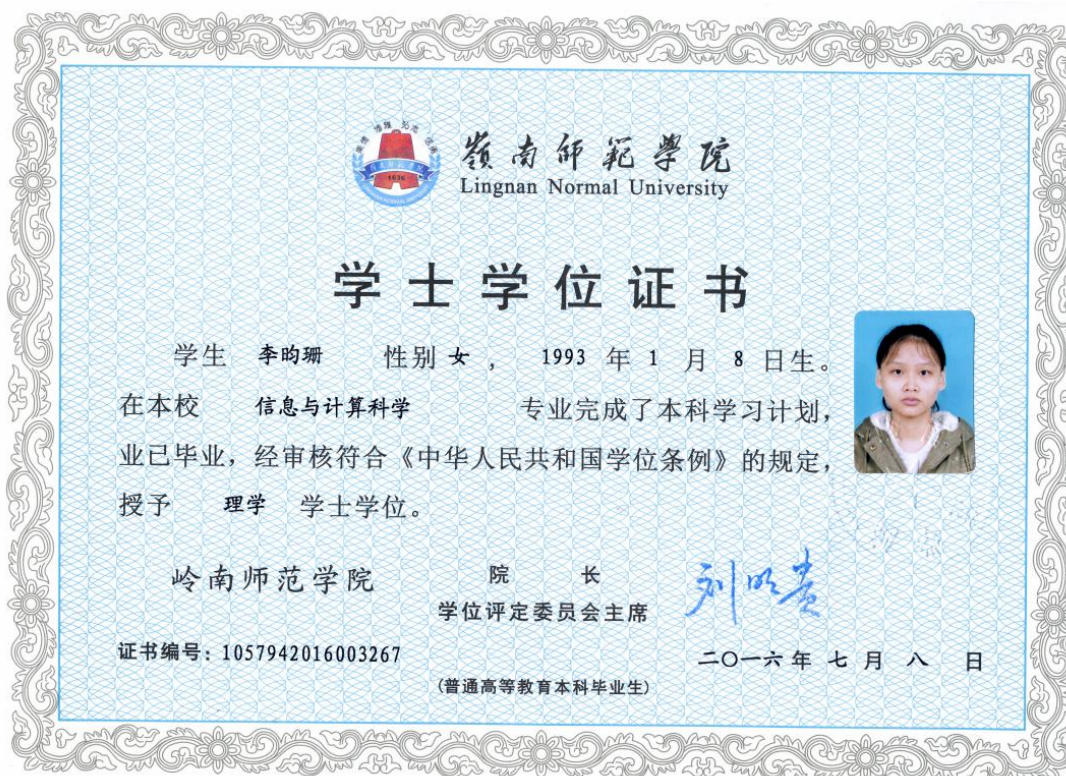 嶺南師範學院
Lingnan Normal University
1936
学士学位证书
学生 李昀珊 性别 女 , 1993 年 1 月 8 日生。
在本校 信息与计算科学 专业完成了本科学习计划,
业已毕业,经审核符合《中华人民共和国学位条例》的规定,
授予 理学 学士学位。
岭南师范学院
院 长
学位评定委员会主席
刘明贵
证书编号: 1057942016003267
二〇一六 年 七 月 八 日
(普通高等教育本科毕业生)